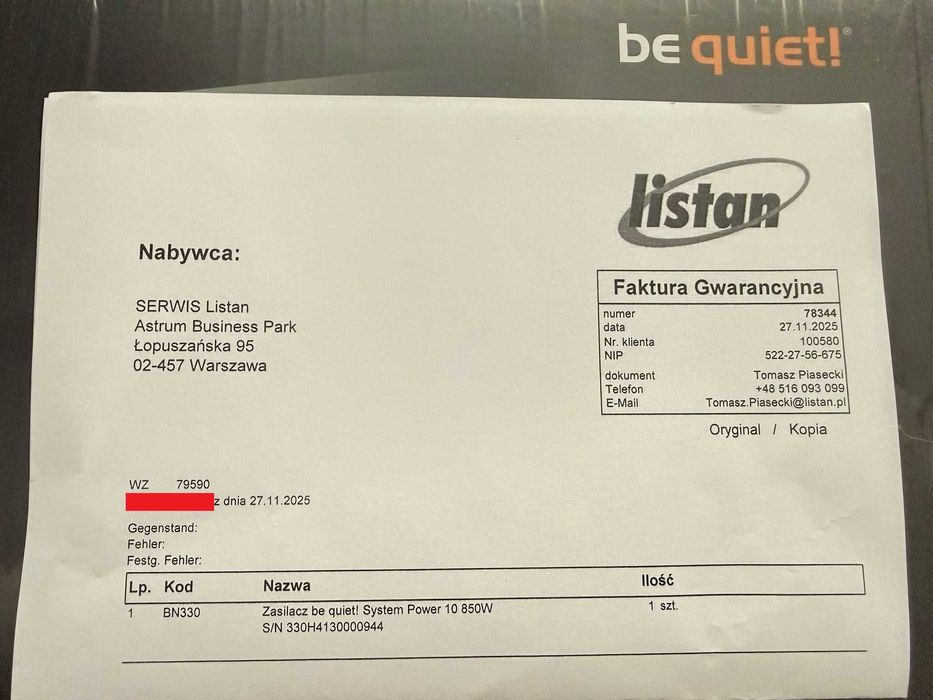 be quiet!®
listan
Nabywca:
SERWIS Listan
Astrum Business Park
Łopuszańska 95
02-457 Warszawa
Faktura Gwarancyjna
numer 78344
data 27.11.2025
Nr. klienta 100580
NIP 522-27-56-675
dokument Tomasz Piasecki
Telefon +48 516 093 099
E-Mail Tomasz.Piasecki@listan.pl
Oryginal / Kopia
WZ 79590
z dnia 27.11.2025
Gegenstand:
Fehler:
Festg. Fehler:
Lp. Kod Nazwa Ilość
1 BN330 Zasilacz be quiet! System Power 10 850W 1 szt.
S/N 330H4130000944